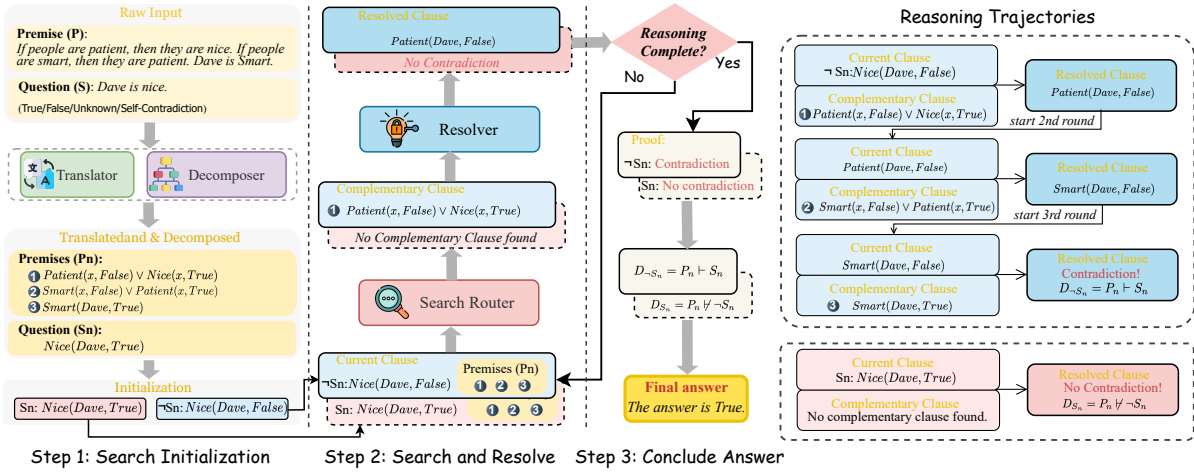 Raw Input
Premise (P):
If people are patient, then they are nice. If people
are smart, then they are patient. Dave is Smart.
Question (S): Dave is nice.
(True/False/Unknown/Self-Contradiction)
Translator
Decomposer
Translatedand & Decomposed
Premises (Pn):
1 Patient(x, False) ∨ Nice(x, True)
2 Smart(x, False) ∨ Patient(x, True)
3 Smart(Dave, True)
Question (Sn):
Nice(Dave, True)
Initialization
Sn: Nice(Dave, True)
¬Sn: Nice(Dave, False)
Step 1: Search Initialization
Resolved Clause
Patient(Dave, False)
No Contradiction
Resolver
Complementary Clause
1 Patient(x, False) ∨ Nice(x, True)
No Complementary Clause found
Search Router
Current Clause
¬Sn:Nice(Dave, False)
Premises (Pn)
1 2 3
Sn: Nice(Dave, True)
1 2 3
Step 2: Search and Resolve
Reasoning
Complete?
No
Yes
Proof:
¬Sn: Contradiction
Sn: No contradiction
D¬Sn = Pn ⊢ Sn
DSn = Pn ⊬ ¬Sn
Final answer
The answer is True.
Step 3: Conclude Answer
Reasoning Trajectories
Current Clause
¬ Sn:Nice(Dave, False)
Complementary Clause
1 Patient(x, False) ∨ Nice(x, True)
Resolved Clause
Patient(Dave, False)
start 2nd round
Current Clause
Patient(Dave, False)
Complementary Clause
2 Smart(x, False) ∨ Patient(x, True)
Resolved Clause
Smart(Dave, False)
start 3rd round
Current Clause
Smart(Dave, False)
Complementary Clause
3 Smart(Dave, True)
Resolved Clause
Contradiction!
D¬Sn = Pn ⊢ Sn
Current Clause
Sn: Nice(Dave, True)
Complementary Clause
No complementary clause found.
Resolved Clause
No Contradiction!
DSn = Pn ⊬ ¬Sn